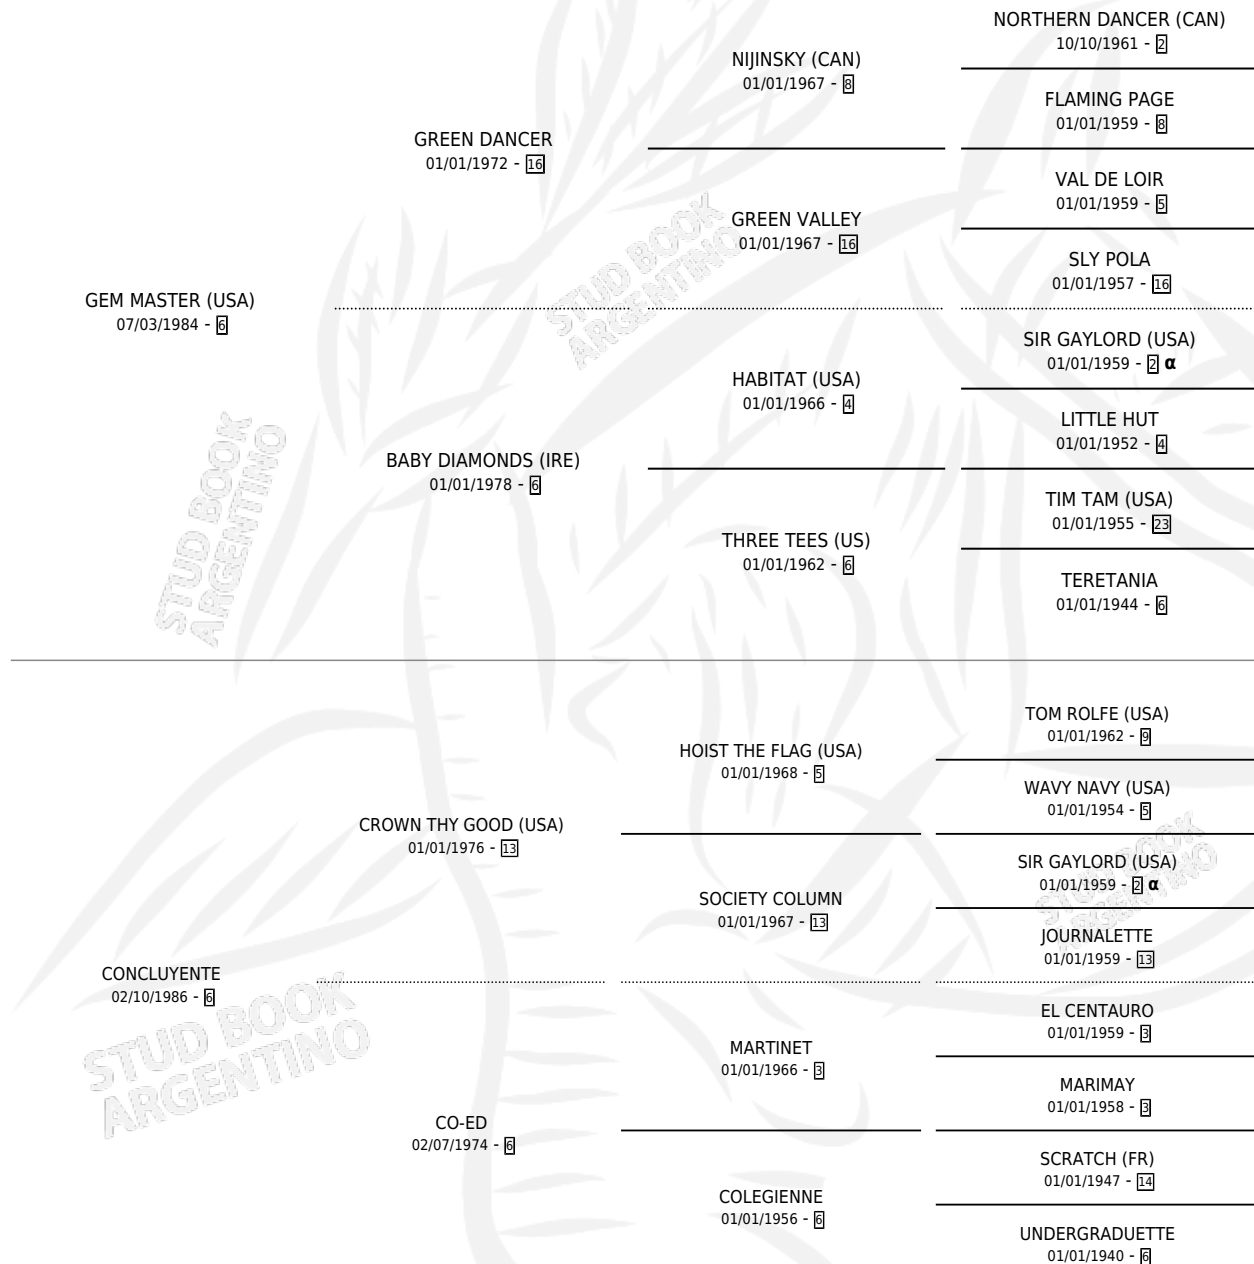 NORTHERN DANCER (CAN)
10/10/1961 - 2
NIJINSKY (CAN)
01/01/1967 - 8
FLAMING PAGE
01/01/1959 - 8
GREEN DANCER
01/01/1972 - 16
VAL DE LOIR
01/01/1959 - 5
GREEN VALLEY
01/01/1967 - 16
SLY POLA
01/01/1957 - 16
GEM MASTER (USA)
07/03/1984 - 6
SIR GAYLORD (USA)
01/01/1959 - 2 α
HABITAT (USA)
01/01/1966 - 4
LITTLE HUT
01/01/1952 - 4
BABY DIAMONDS (IRE)
01/01/1978 - 6
TIM TAM (USA)
01/01/1955 - 23
THREE TEES (US)
01/01/1962 - 6
TERETANIA
01/01/1944 - 6
TOM ROLFE (USA)
01/01/1962 - 9
HOIST THE FLAG (USA)
01/01/1968 - 5
WAVY NAVY (USA)
01/01/1954 - 5
CROWN THY GOOD (USA)
01/01/1976 - 13
SIR GAYLORD (USA)
01/01/1959 - 2 α
SOCIETY COLUMN
01/01/1967 - 13
JOURNALETTE
01/01/1959 - 13
CONCLUYENTE
02/10/1986 - 6
EL CENTAURO
01/01/1959 - 3
MARTINET
01/01/1966 - 3
MARIMAY
01/01/1958 - 3
CO-ED
02/07/1974 - 6
SCRATCH (FR)
01/01/1947 - 14
COLEGIENNE
01/01/1956 - 6
UNDERGRADUETTE
01/01/1940 - 6
STUD BOOK
ARGENTINO
STUD BOOK
ARGENTINO
STUD BOOK
ARGENTINO
STUD BOOK
ARGENTINO